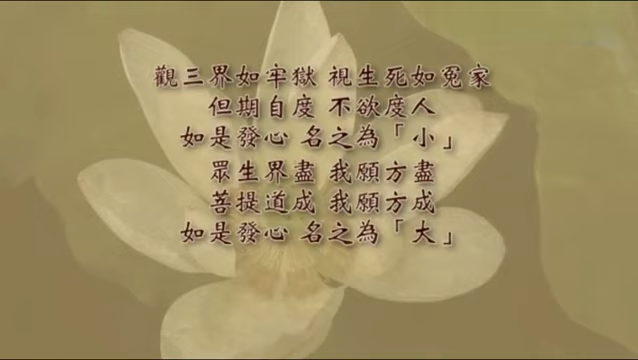 觀三界如牢獄 視生死如冤家
但期自度 不欲度人
如是發心 名之為「小」
眾生界盡 我願方盡
菩提道成 我願方成
如是發心 名之為「大」